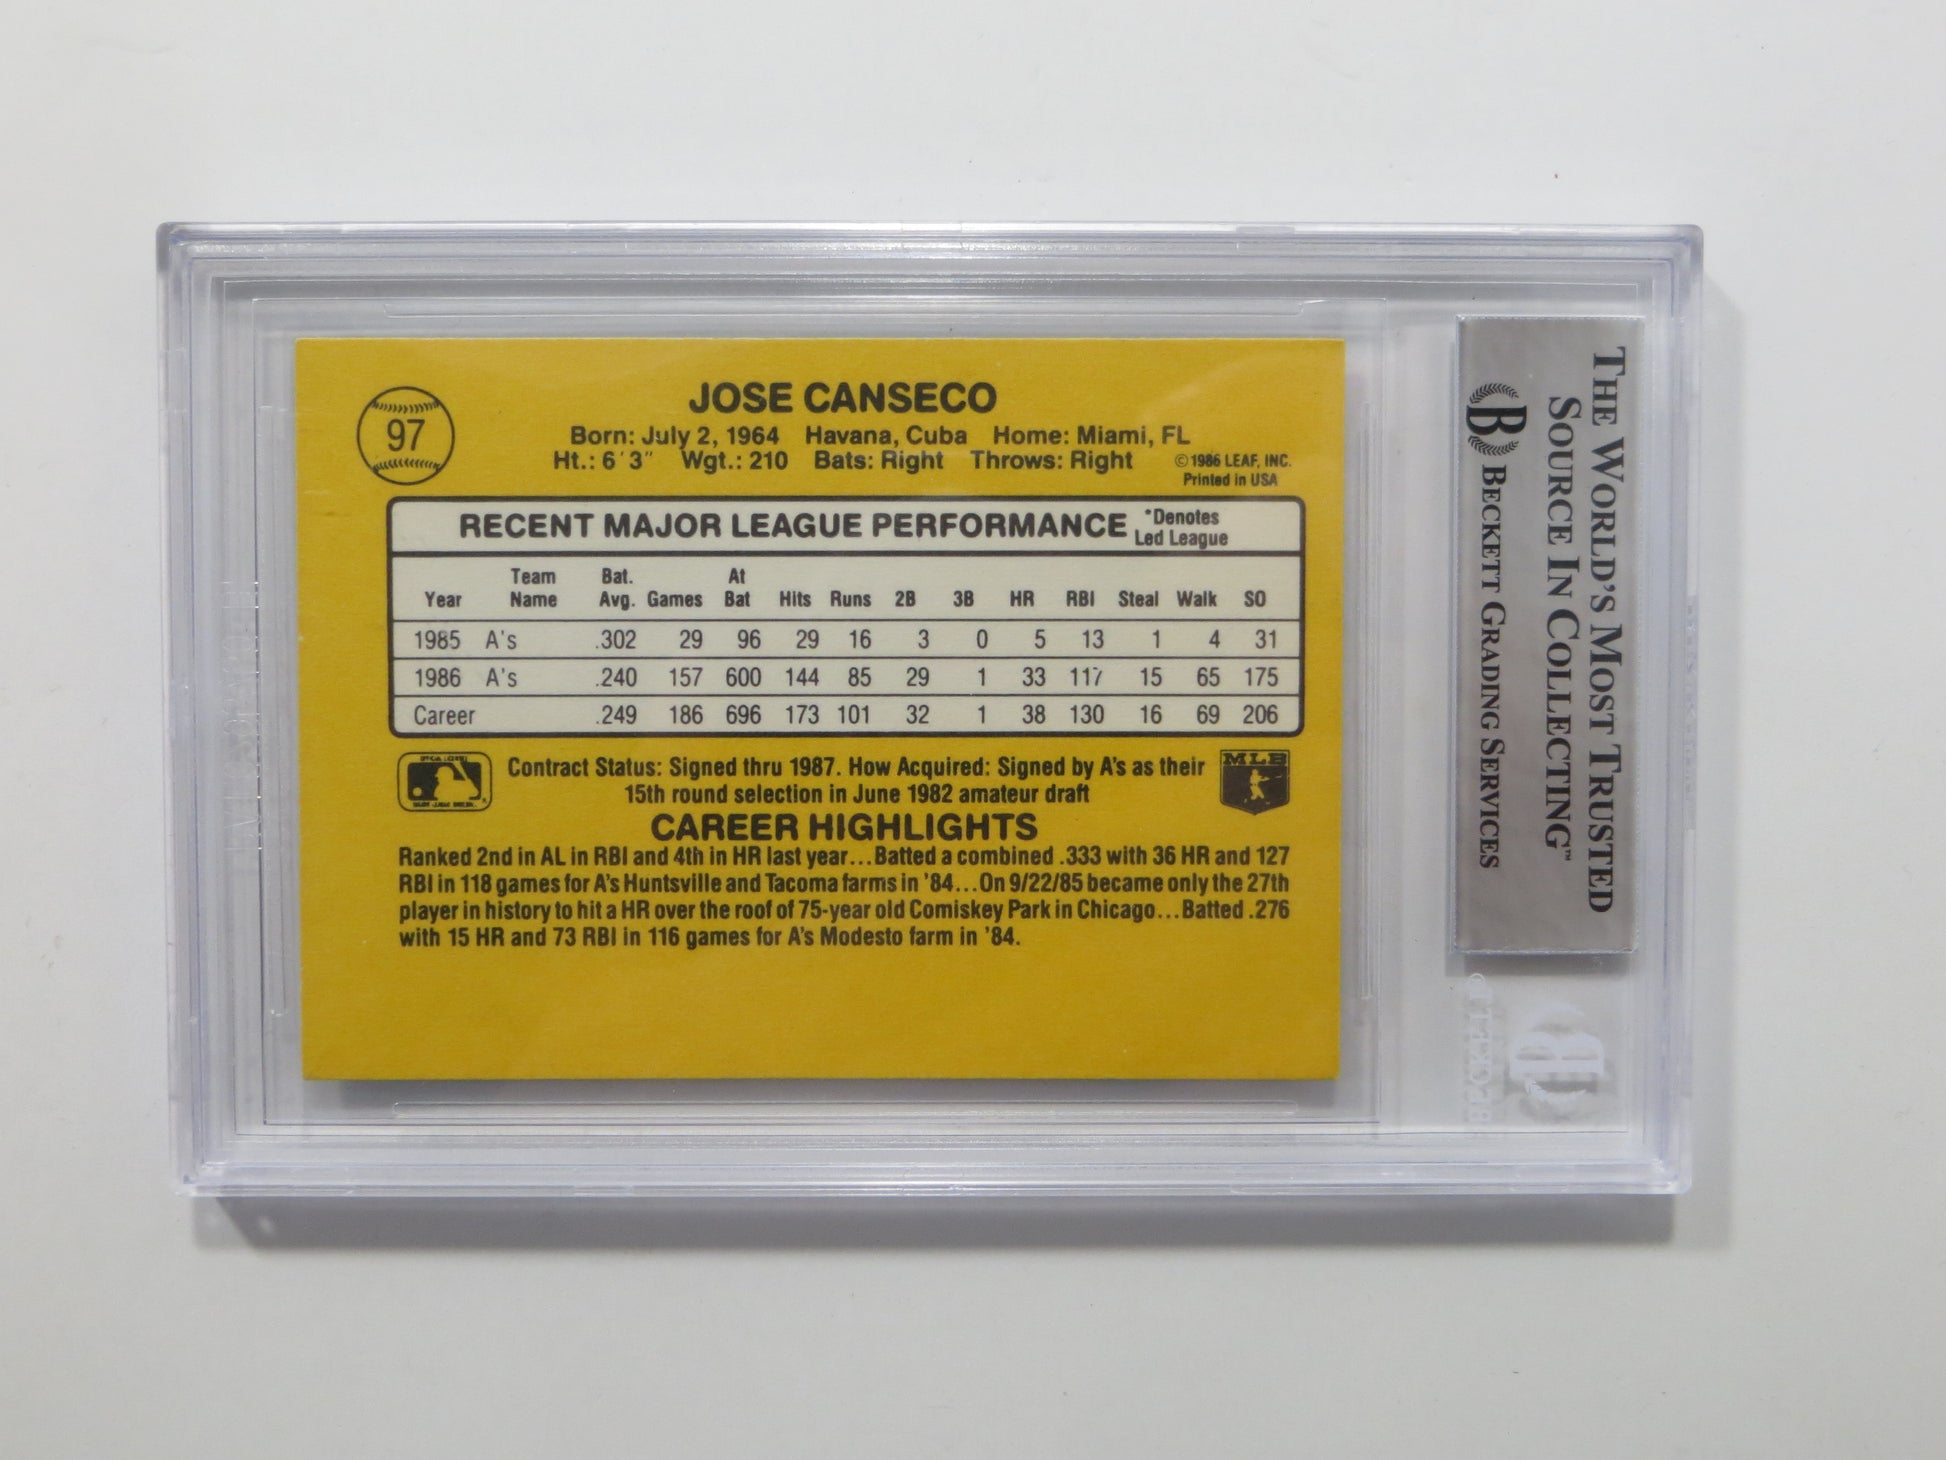 97
JOSE CANSECO
Born: July 2, 1964 Havana, Cuba Home: Miami, FL
Ht.: 6'3" Wgt.: 210 Bats: Right Throws: Right
©1986 LEAF, INC.
Printed in USA
RECENT MAJOR LEAGUE PERFORMANCE *Denotes Led League
Year Team Name Bat. Avg. Games At Bat Hits Runs 2B 3B HR RBI Steal Walk SO
1985 A's .302 29 96 29 16 3 0 5 13 1 4 31
1986 A's .240 157 600 144 85 29 1 33 117 15 65 175
Career .249 186 696 173 101 32 1 38 130 16 69 206
Contract Status: Signed thru 1987. How Acquired: Signed by A's as their
15th round selection in June 1982 amateur draft
MLB
CAREER HIGHLIGHTS
Ranked 2nd in AL in RBI and 4th in HR last year...Batted a combined .333 with 36 HR and 127
RBI in 118 games for A's Huntsville and Tacoma farms in '84...On 9/22/85 became only the 27th
player in history to hit a HR over the roof of 75-year old Comiskey Park in Chicago...Batted .276
with 15 HR and 73 RBI in 116 games for A's Modesto farm in '84.
THE WORLD'S MOST TRUSTED
SOURCE IN COLLECTING™
B BECKETT GRADING SERVICES
B
BECKETT®